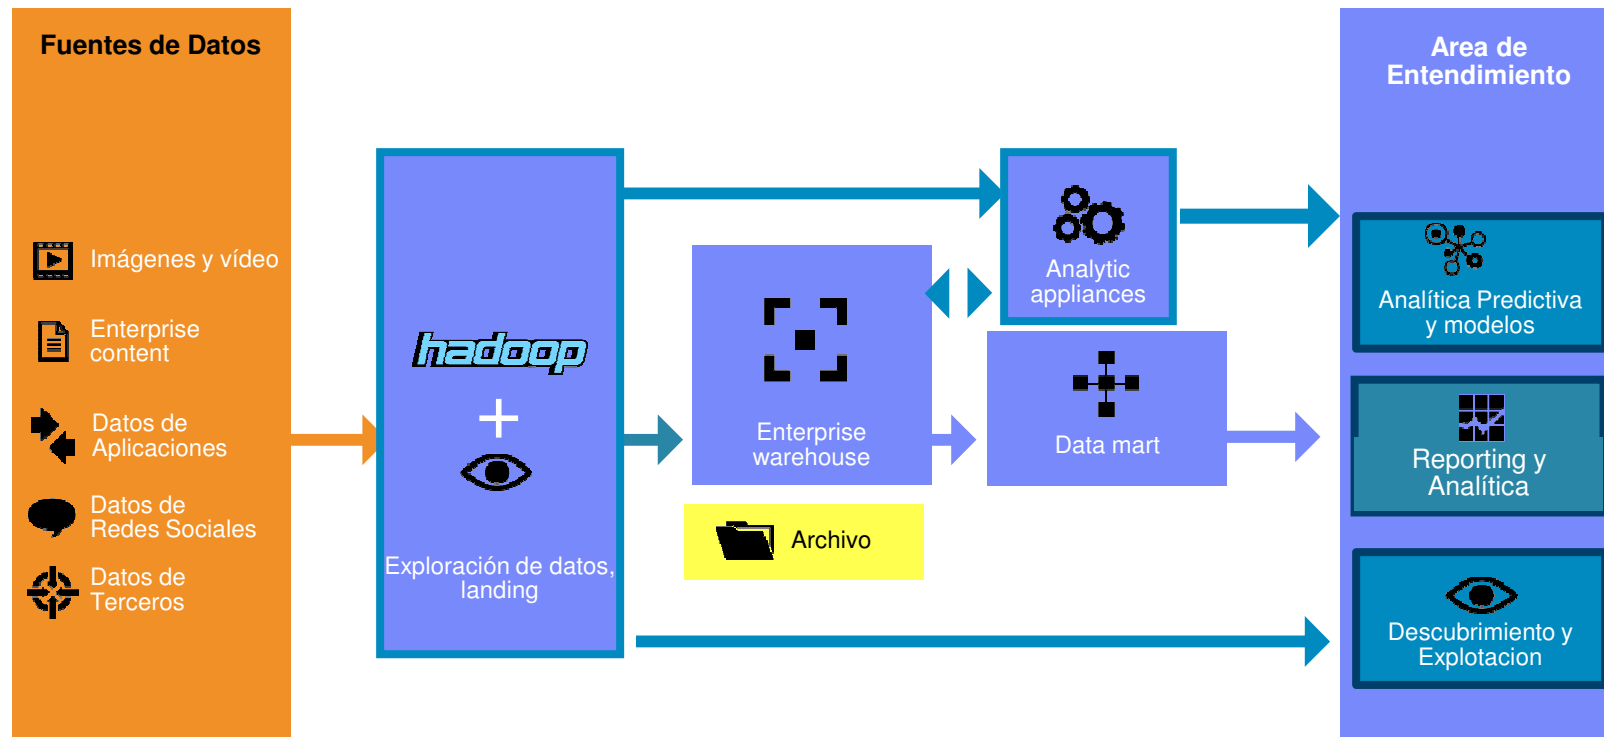 Fuentes de Datos
Imágenes y vídeo
Enterprise
content
Datos de
Aplicaciones
Datos de
Redes Sociales
Datos de
Terceros
hadoop
+
Exploración de datos,
landing
Enterprise
warehouse
Archivo
Analytic
appliances
Data mart
Area de
Entendimiento
Analítica Predictiva
y modelos
Reporting y
Analítica
Descubrimiento y
Explotacion